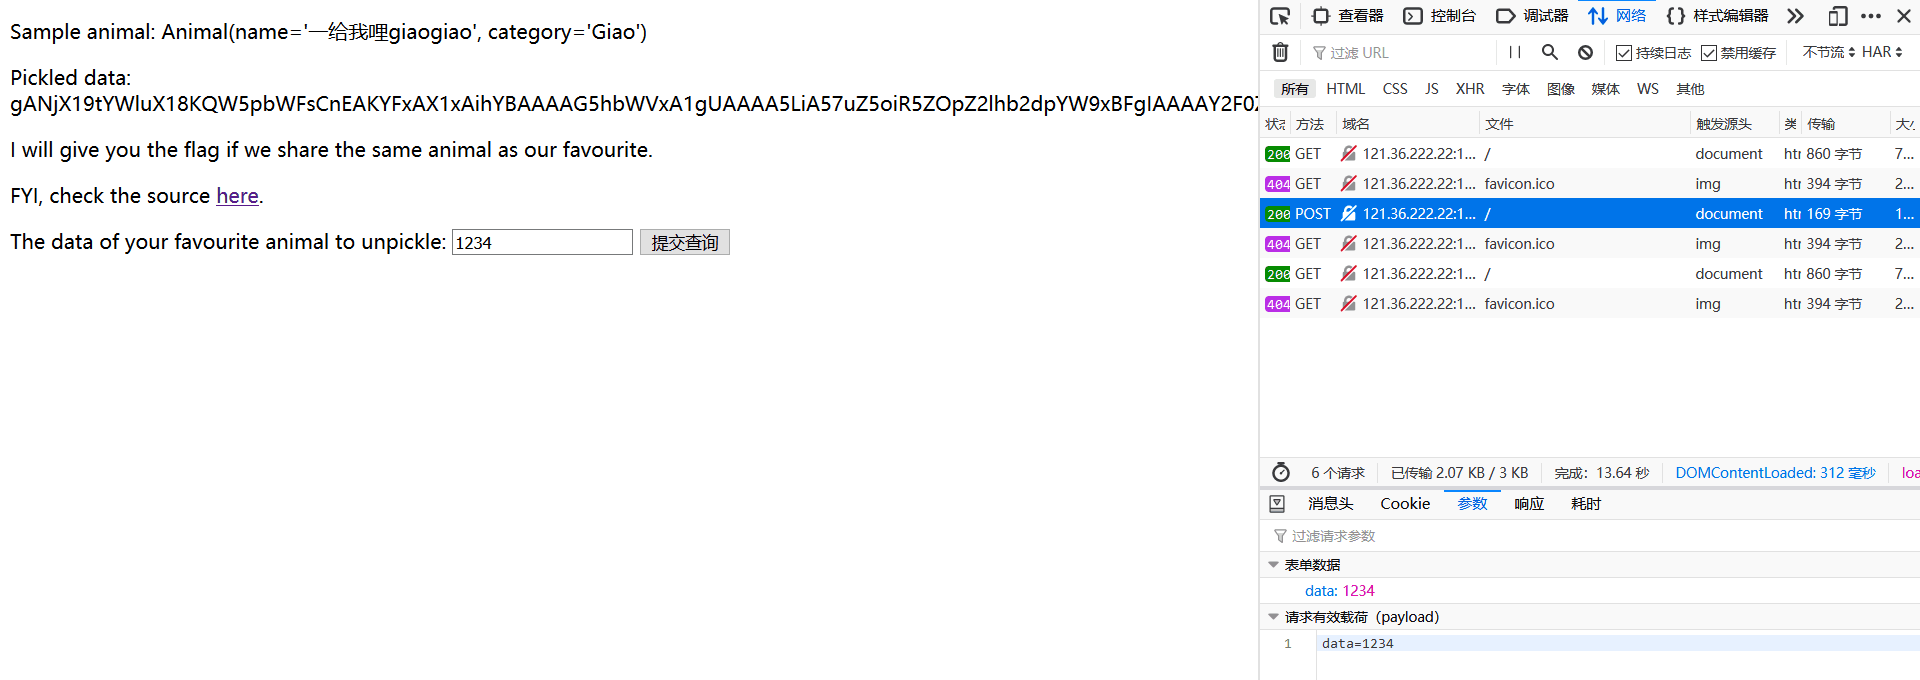 Sample animal: Animal(name='一给我哩giaogiao', category='Giao')
Pickled data:
gANjX19tYWluX18KQW5pbWFsCnEAKYFxAX1xAihYBAAAAG5hbWVxA1gUAAAA5LiA57uZ5oiR5ZOpZ2lhb2dpYW9xBFgIAAAAY2F0Z
I will give you the flag if we share the same animal as our favourite.
FYI, check the source here.
The data of your favourite animal to unpickle: 1234 提交查询
查看器 控制台 调试器 网络 样式编辑器
过滤 URL 持续日志 禁用缓存 不节流 HAR
所有 HTML CSS JS XHR 字体 图像 媒体 WS 其他
方法 域名 文件 触发源头 类 传输
200 GET 121.36.222.22:1... / document 860 字节 7...
404 GET 121.36.222.22:1... favicon.ico img 394 字节 2...
200 POST 121.36.222.22:1... / document 169 字节 1...
404 GET 121.36.222.22:1... favicon.ico img 394 字节 2...
200 GET 121.36.222.22:1... / document 860 字节 7...
404 GET 121.36.222.22:1... favicon.ico img 394 字节 2...
6 个请求 已传输 2.07 KB / 3 KB 完成: 13.64 秒 DOMContentLoaded: 312 毫秒
消息头 Cookie 参数 响应 耗时
过滤请求参数
表单数据
data: 1234
请求有效载荷 (payload)
1 data=1234